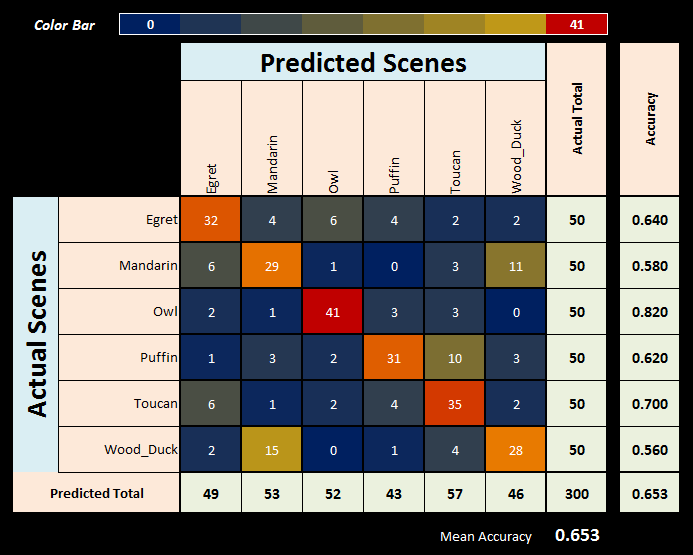 Color Bar 0 41
Predicted Scenes
Egret Mandarin Owl Puffin Toucan Wood_Duck Actual Total Accuracy
Actual Scenes
Egret 32 4 6 4 2 2 50 0.640
Mandarin 6 29 1 0 3 11 50 0.580
Owl 2 1 41 3 3 0 50 0.820
Puffin 1 3 2 31 10 3 50 0.620
Toucan 6 1 2 4 35 2 50 0.700
Wood_Duck 2 15 0 1 4 28 50 0.560
Predicted Total 49 53 52 43 57 46 300 0.653
Mean Accuracy 0.653